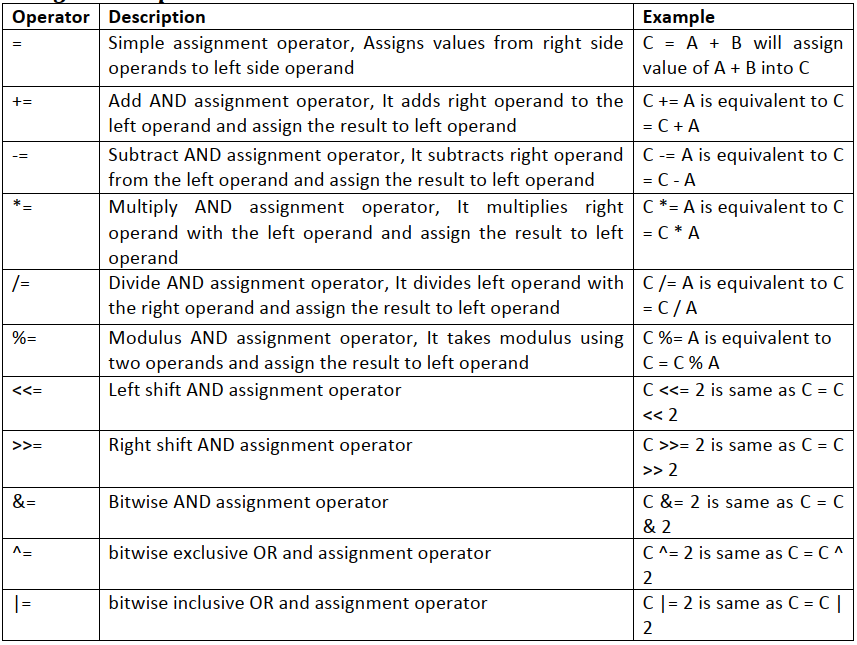 Operator Description Example
= Simple assignment operator, Assigns values from right side C = A + B will assign
operands to left side operand value of A + B into C
+= Add AND assignment operator, It adds right operand to the C += A is equivalent to C
left operand and assign the result to left operand = C + A
-= Subtract AND assignment operator, It subtracts right operand C -= A is equivalent to C
from the left operand and assign the result to left operand = C - A
*= Multiply AND assignment operator, It multiplies right C *= A is equivalent to C
operand with the left operand and assign the result to left = C * A
operand
/= Divide AND assignment operator, It divides left operand with C /= A is equivalent to C
the right operand and assign the result to left operand = C / A
%= Modulus AND assignment operator, It takes modulus using C %= A is equivalent to
two operands and assign the result to left operand C = C % A
<<= Left shift AND assignment operator C <<= 2 is same as C = C
<< 2
>>= Right shift AND assignment operator C >>= 2 is same as C = C
>> 2
&= Bitwise AND assignment operator C &= 2 is same as C = C
& 2
^= bitwise exclusive OR and assignment operator C ^= 2 is same as C = C ^
2
|= bitwise inclusive OR and assignment operator C |= 2 is same as C = C |
2